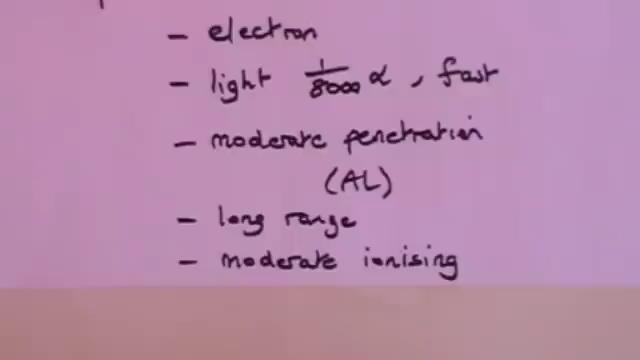 - electron
- light 1/8000 α, fast
- moderate penetration
(AL)
- long range
- moderate ionising